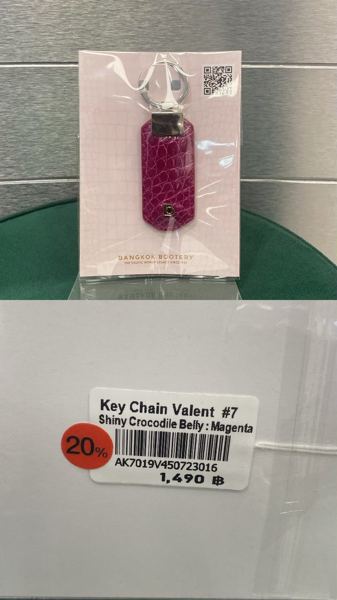 BANGKOK BOOTERY
Key Chain Valent #7
Shiny Crocodile Belly : Magenta
20%
AK7019V450723016
1,490 ฿